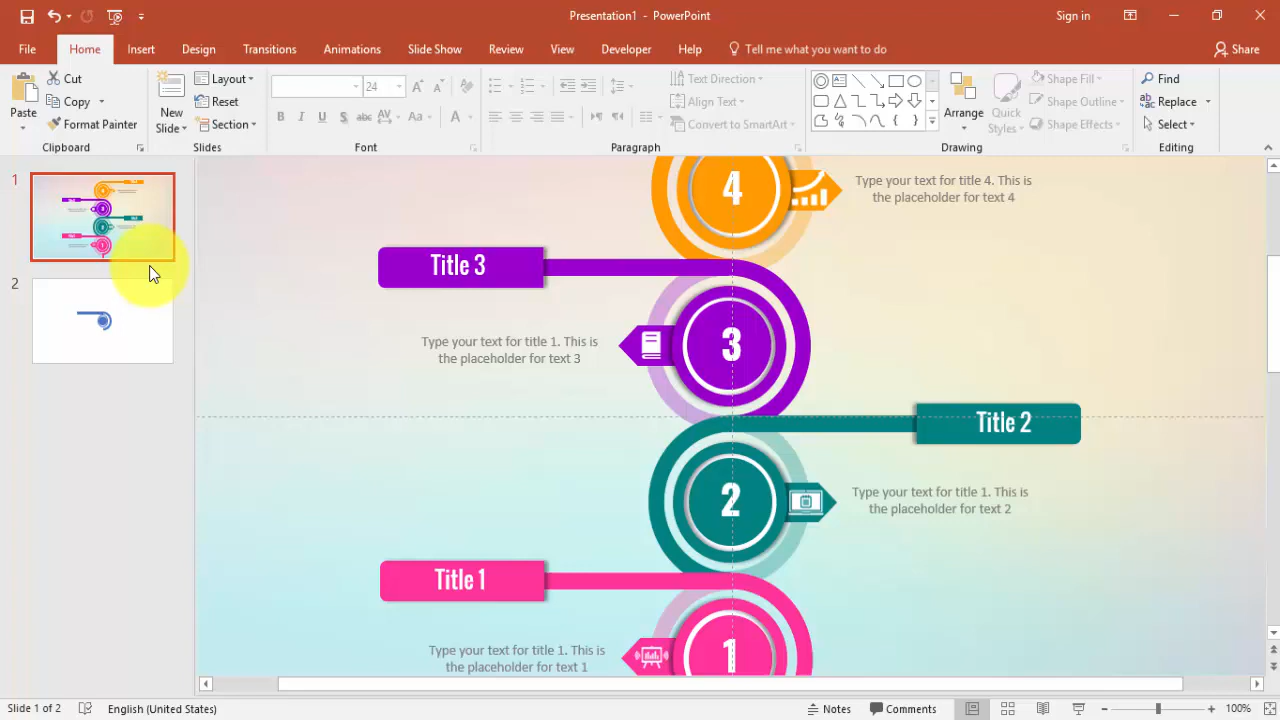 Presentation1 - PowerPoint
Sign in
File Home Insert Design Transitions Animations Slide Show Review View Developer Help Tell me what you want to do Share
Paste
Cut
Copy
Format Painter
Clipboard
New Slide
Layout
Reset
Section
Slides
24
B I U S abc AV Aa A
Font
Text Direction
Align Text
Convert to SmartArt
Paragraph
Arrange
Quick Styles
Shape Fill
Shape Outline
Shape Effects
Drawing
Find
Replace
Select
Editing
1
2
4
Type your text for title 4. This is
the placeholder for text 4
Title 3
3
Type your text for title 1. This is
the placeholder for text 3
Title 2
2
Type your text for title 1. This is
the placeholder for text 2
Title 1
1
Type your text for title 1. This is
the placeholder for text 1
Slide 1 of 2 English (United States) Notes Comments 100%